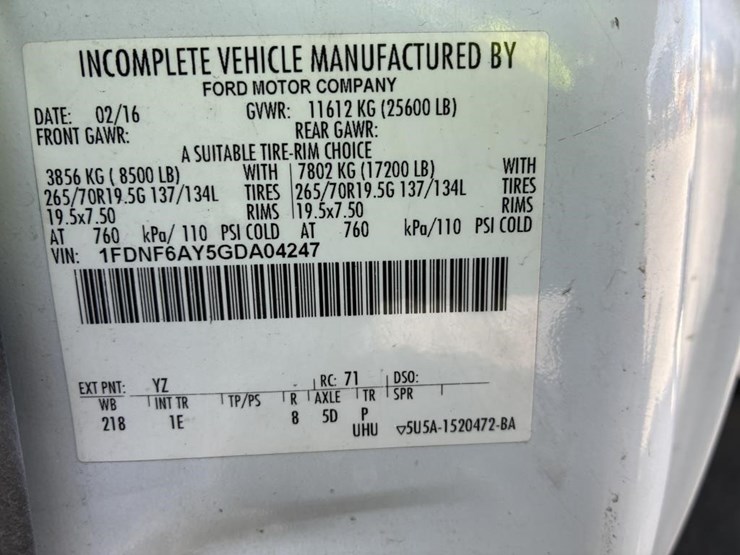 INCOMPLETE VEHICLE MANUFACTURED BY
FORD MOTOR COMPANY
DATE: 02/16 GVWR: 11612 KG (25600 LB)
FRONT GAWR: REAR GAWR:
A SUITABLE TIRE-RIM CHOICE
3856 KG ( 8500 LB) WITH 7802 KG (17200 LB) WITH
265/70R19.5G 137/134L TIRES 265/70R19.5G 137/134L TIRES
19.5x7.50 RIMS 19.5x7.50 RIMS
AT 760 kPa/ 110 PSI COLD AT 760 kPa/110 PSI COLD
VIN: 1FDNF6AY5GDA04247
EXT PNT: YZ RC: 71 DSO:
WB INT TR TP/PS R AXLE TR SPR
218 1E 8 5D P
UHU ▽5U5A-1520472-BA